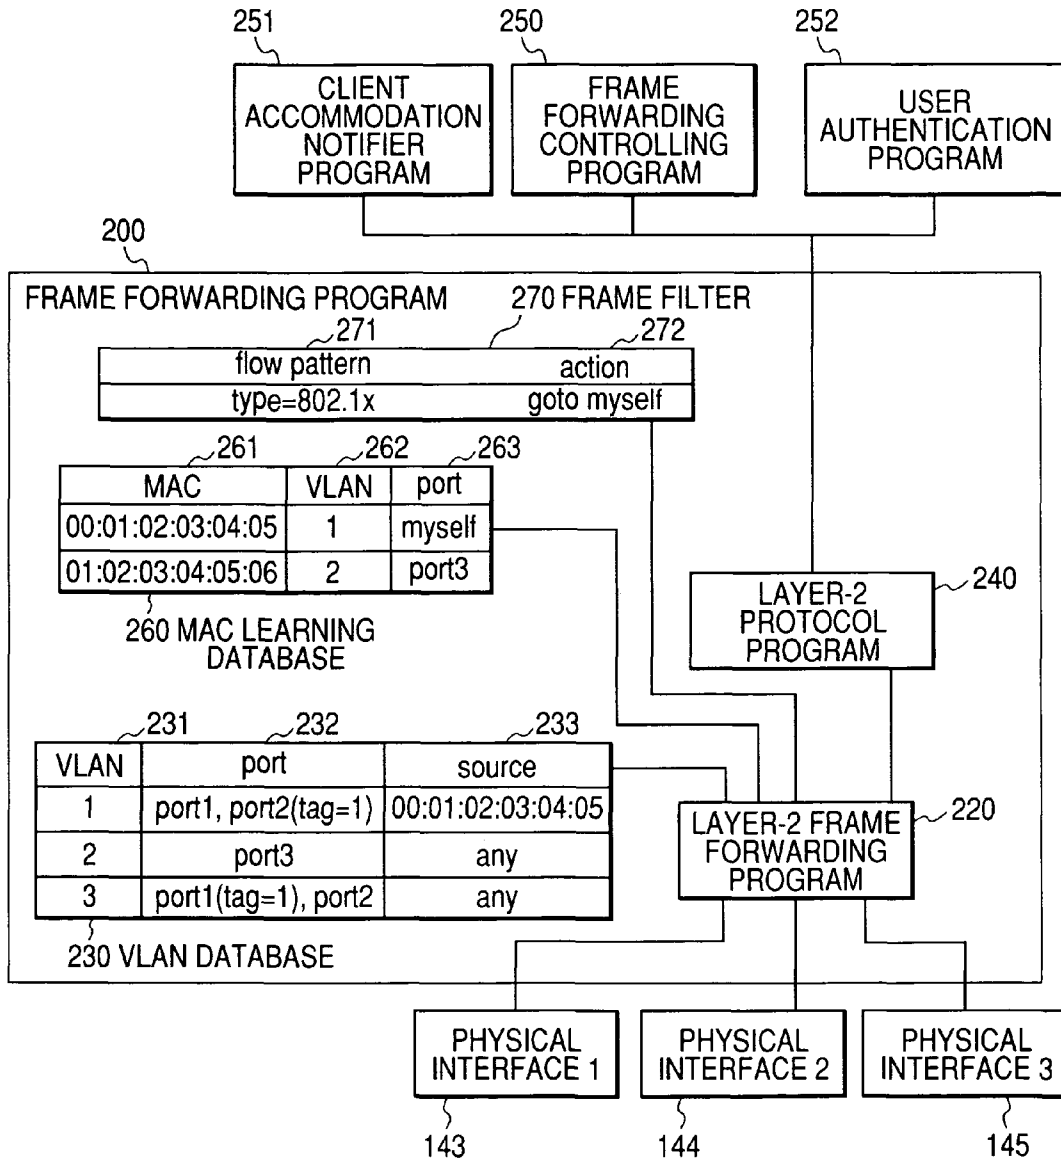 251
250
252
CLIENT
ACCOMMODATION
NOTIFIER
PROGRAM
FRAME
FORWARDING
CONTROLLING
PROGRAM
USER
AUTHENTICATION
PROGRAM
200
FRAME FORWARDING PROGRAM
270 FRAME FILTER
271
272
flow pattern action
type=802.1x goto myself
261 262 263
MAC VLAN port
00:01:02:03:04:05 1 myself
01:02:03:04:05:06 2 port3
260 MAC LEARNING
DATABASE
LAYER-2
PROTOCOL
PROGRAM
240
231 232 233
VLAN port source
1 port1, port2(tag=1) 00:01:02:03:04:05
2 port3 any
3 port1(tag=1), port2 any
230 VLAN DATABASE
LAYER-2 FRAME
FORWARDING
PROGRAM
220
PHYSICAL
INTERFACE 1
PHYSICAL
INTERFACE 2
PHYSICAL
INTERFACE 3
143
144
145